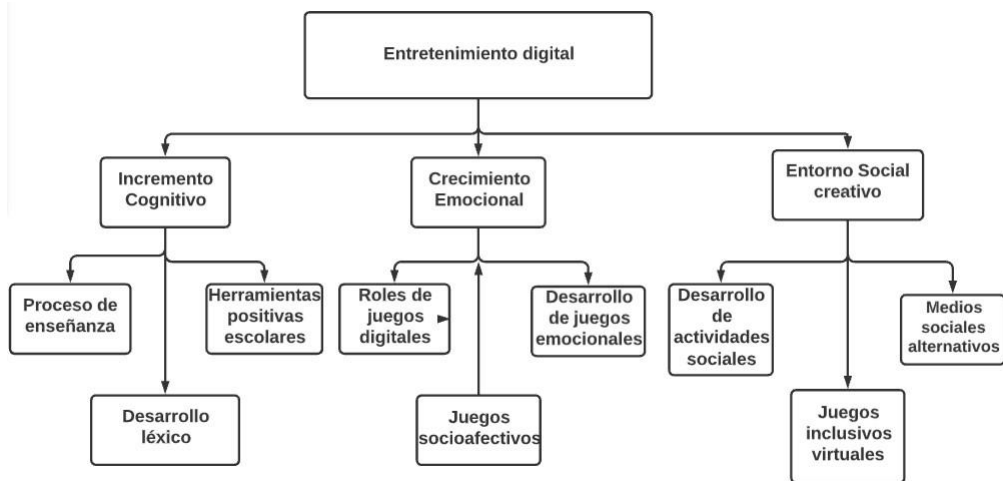 Entretenimiento digital
Incremento
Cognitivo
Crecimiento
Emocional
Entorno Social
creativo
Proceso de
enseñanza
Herramientas
positivas
escolares
Roles de
juegos
digitales
Desarrollo
de juegos
emocionales
Desarrollo
de
actividades
sociales
Medios
sociales
alternativos
Desarrollo
léxico
Juegos
socioafectivos
Juegos
inclusivos
virtuales